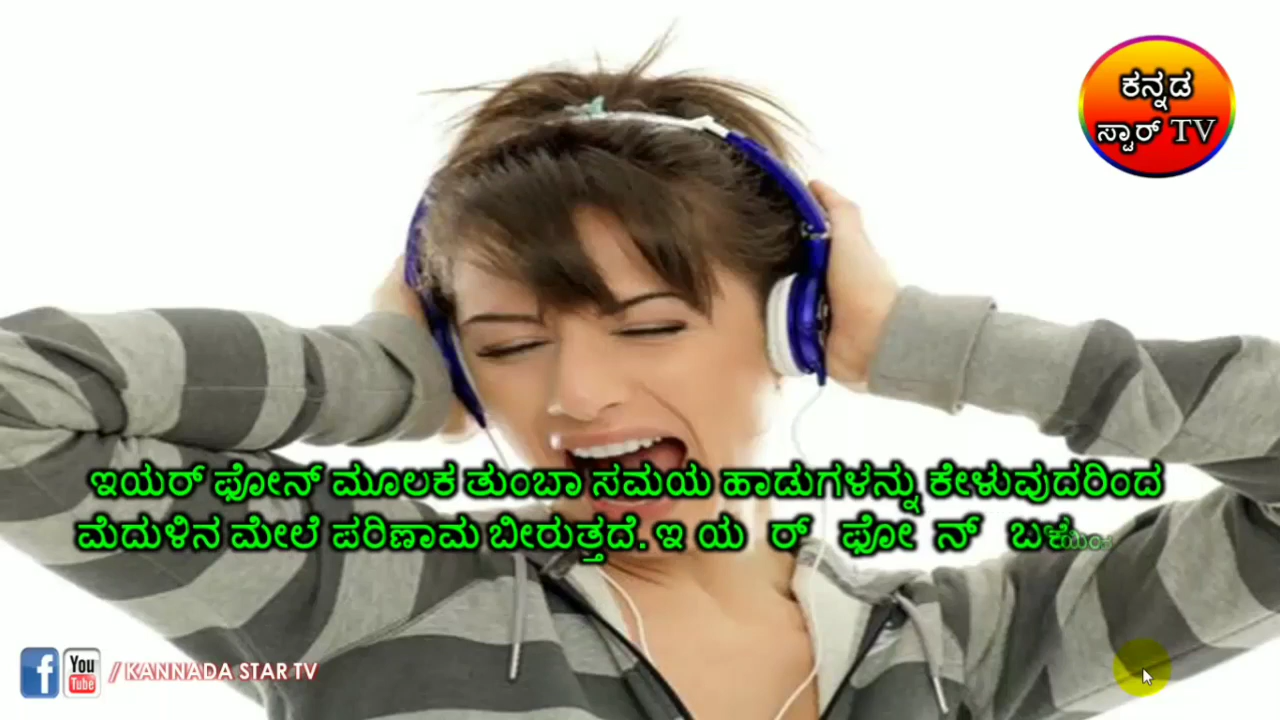 ಕನ್ನಡ
ಸ್ಟಾರ್ TV
ಇಯರ್ ಫೋನ್ ಮೂಲಕ ತುಂಬಾ ಸಮಯ ಹಾಡುಗಳನ್ನು ಕೇಳುವುದರಿಂದ
ಮೆದುಳಿನ ಮೇಲೆ ಪರಿಣಾಮ ಬೀರುತ್ತದೆ. ಇ ಯ ರ್ ಫೋ ನ್
You Tube / KANNADA STAR TV